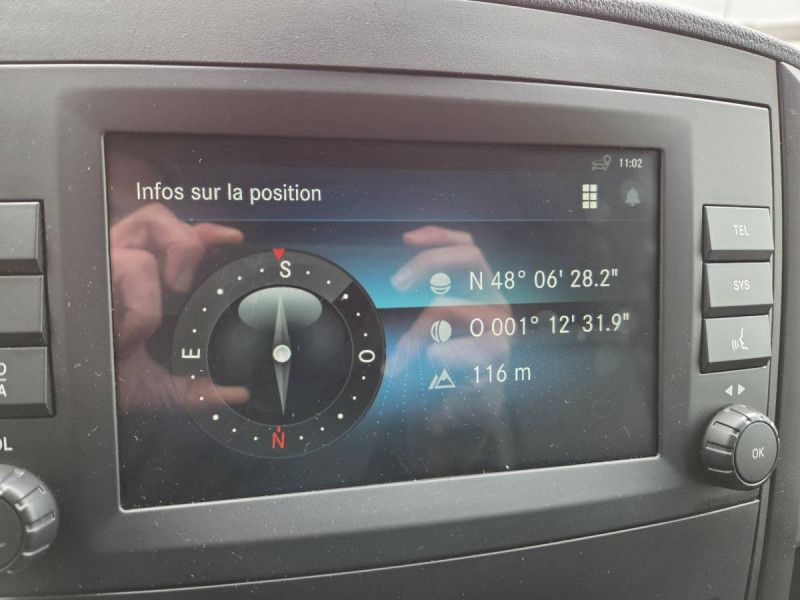 11:02
Infos sur la position
S
E
O
N
N 48° 06' 28.2"
O 001° 12' 31.9"
116 m
TEL
SYS
OK